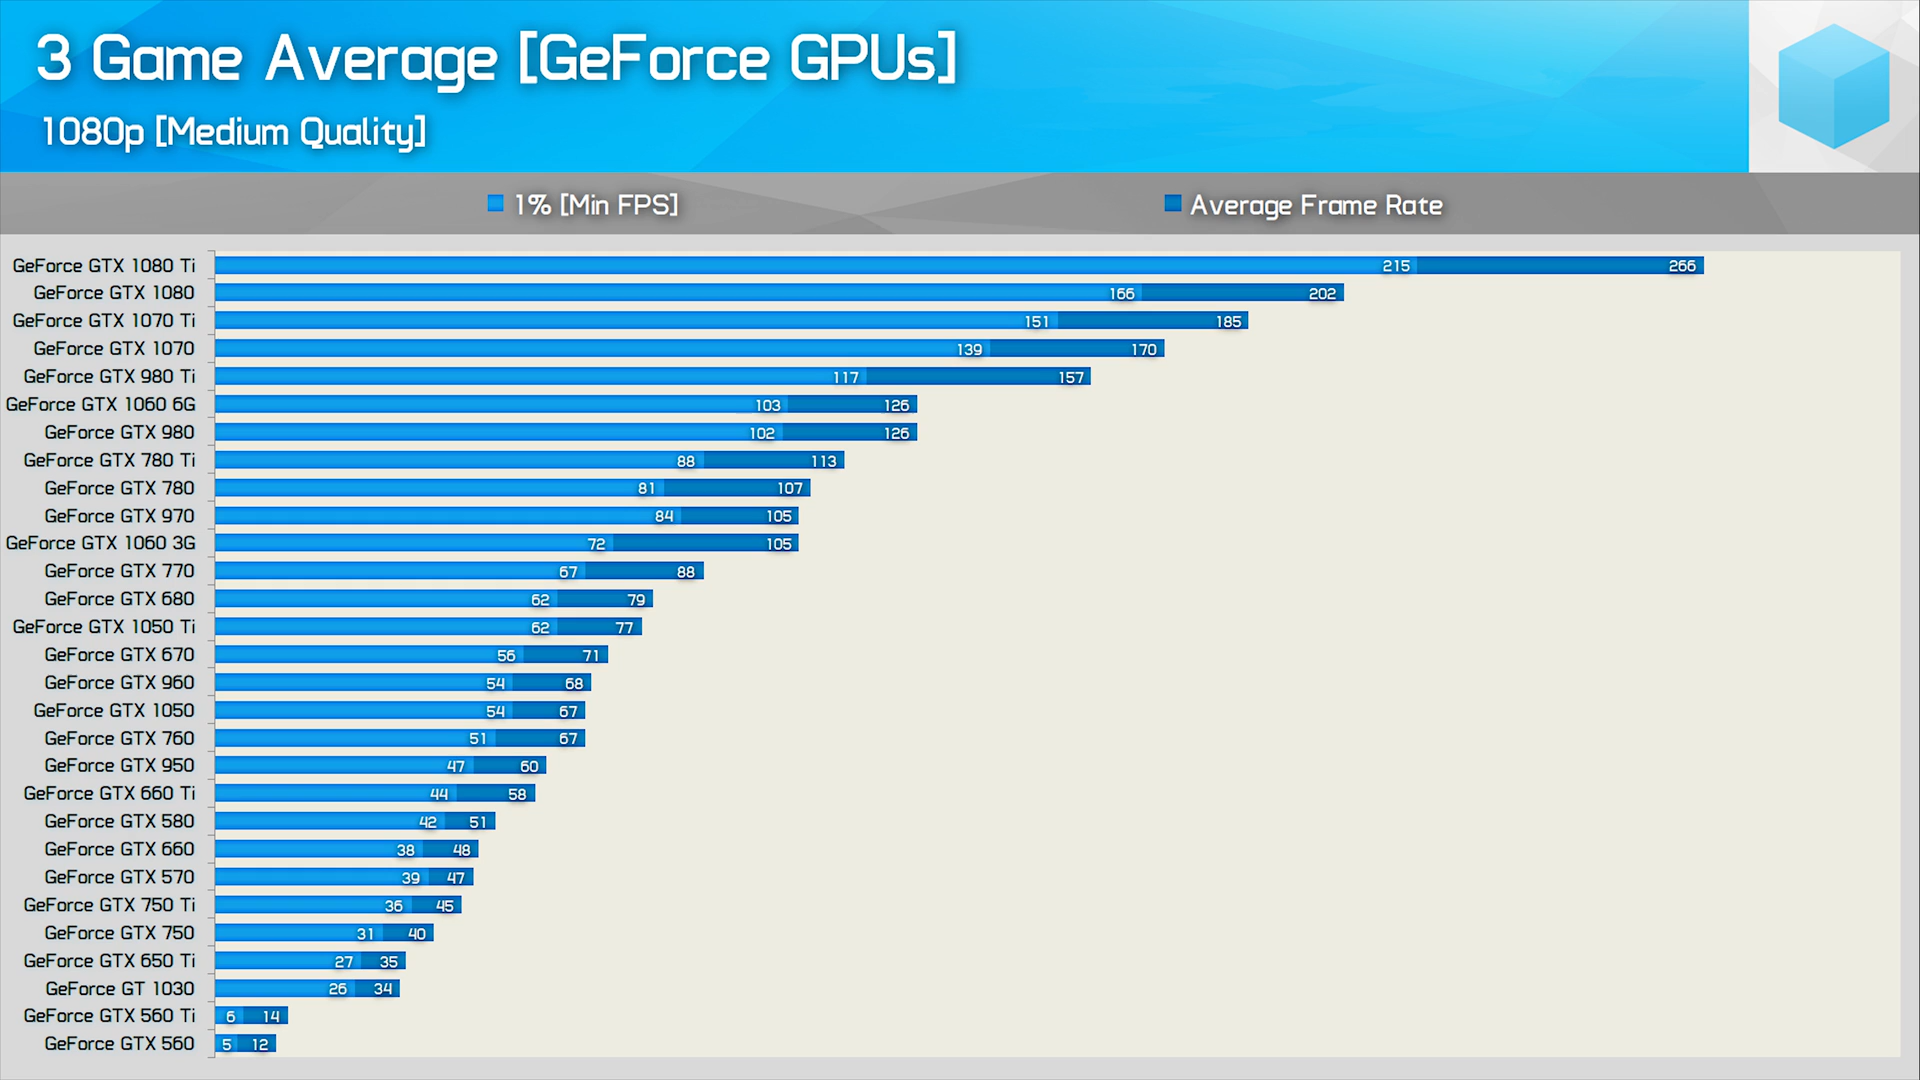 3 Game Average [GeForce GPUs]
1080p [Medium Quality]
1% [Min FPS] Average Frame Rate
GeForce GTX 1080 Ti 215 266
GeForce GTX 1080 166 202
GeForce GTX 1070 Ti 151 185
GeForce GTX 1070 139 170
GeForce GTX 980 Ti 117 157
GeForce GTX 1060 6G 103 126
GeForce GTX 980 102 126
GeForce GTX 780 Ti 88 113
GeForce GTX 780 81 107
GeForce GTX 970 84 105
GeForce GTX 1060 3G 72 105
GeForce GTX 770 67 88
GeForce GTX 680 62 79
GeForce GTX 1050 Ti 62 77
GeForce GTX 670 56 71
GeForce GTX 960 54 68
GeForce GTX 1050 54 67
GeForce GTX 760 51 67
GeForce GTX 950 47 60
GeForce GTX 660 Ti 44 58
GeForce GTX 580 42 51
GeForce GTX 660 38 48
GeForce GTX 570 39 47
GeForce GTX 750 Ti 36 45
GeForce GTX 750 31 40
GeForce GTX 650 Ti 27 35
GeForce GT 1030 26 34
GeForce GTX 560 Ti 6 14
GeForce GTX 560 5 12